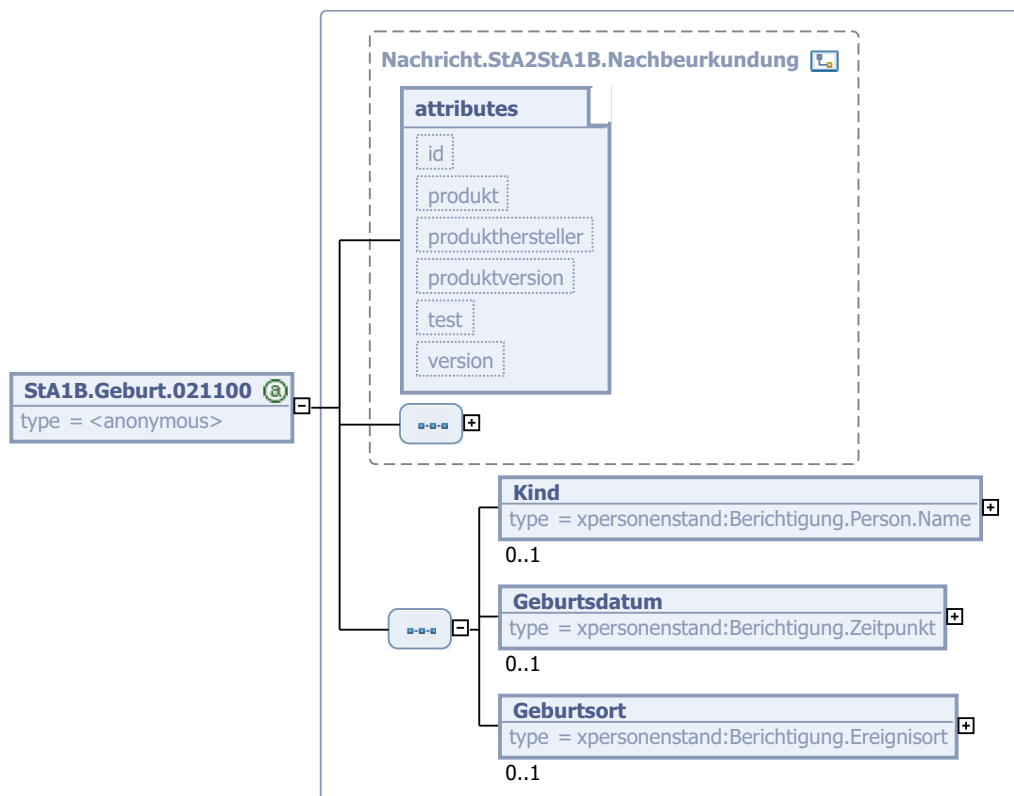 Nachricht.StA2StA1B.Nachbeurkundung
attributes
id
produkt
produkthersteller
produktversion
test
version
StA1B.Geburt.021100 a
type = <anonymous>
Kind
type = xpersonenstand:Berichtigung.Person.Name
0..1
Geburtsdatum
type = xpersonenstand:Berichtigung.Zeitpunkt
0..1
Geburtsort
type = xpersonenstand:Berichtigung.Ereignisort
0..1